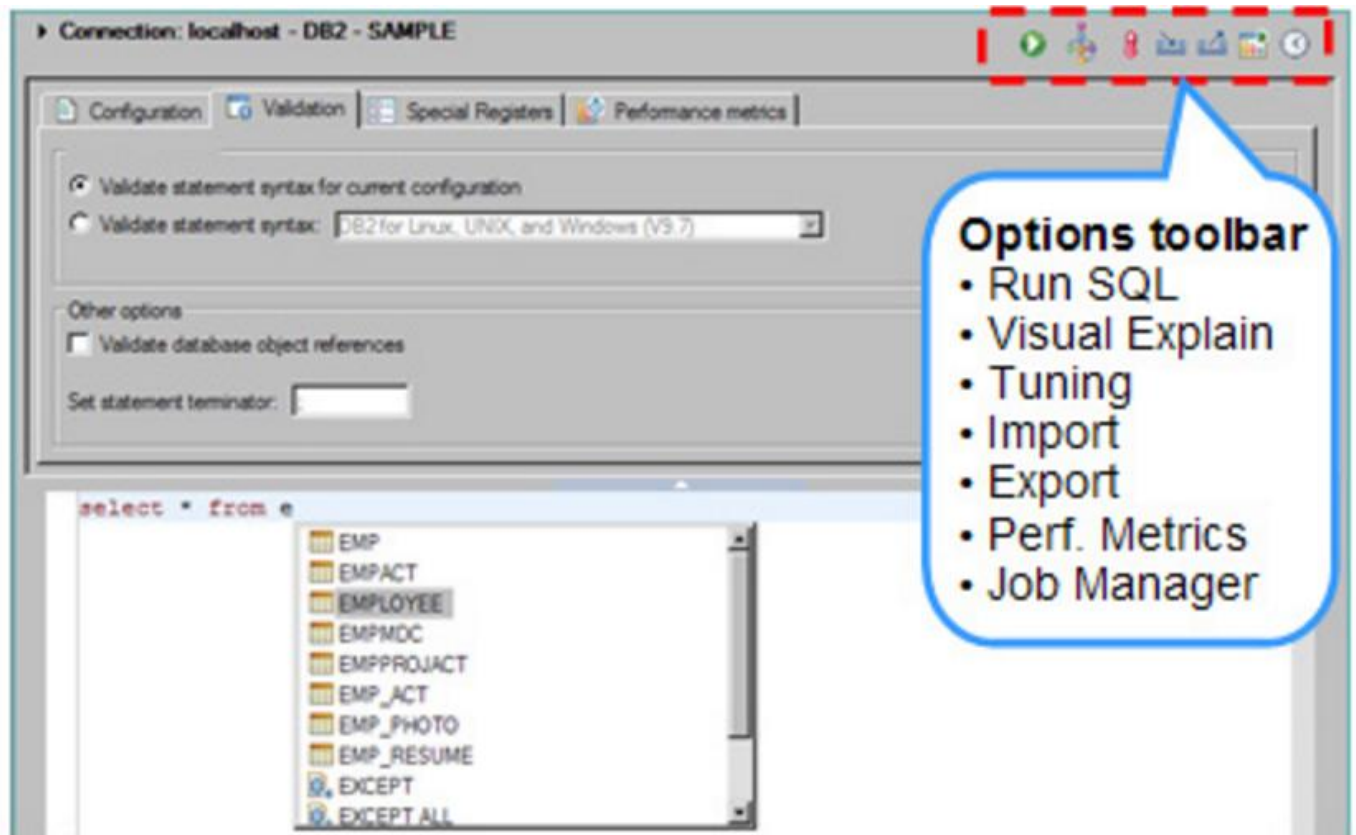 Connection: localhost - DB2 - SAMPLE
Configuration Validation Special Registers Performance metrics
Validate statement syntax for current configuration
Validate statement syntax: DB2 for Linux, UNIX, and Windows (V9.7)
Other options
Validate database object references
Set statement terminator:
Options toolbar
• Run SQL
• Visual Explain
• Tuning
• Import
• Export
• Perf. Metrics
• Job Manager
select * from e
EMP
EMPACT
EMPLOYEE
EMPMDC
EMPPROJACT
EMP_ACT
EMP_PHOTO
EMP_RESUME
EXCEPT
EXCEPT ALL